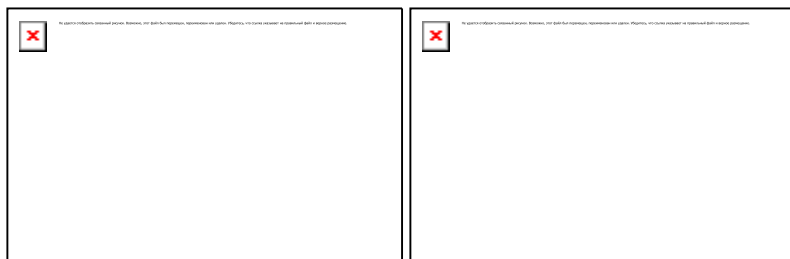 Не удается отобразить связанный рисунок. Возможно, этот файл был перемещен, переименован или удален. Убедитесь, что ссылка указывает на правильный файл и верное размещение.
Не удается отобразить связанный рисунок. Возможно, этот файл был перемещен, переименован или удален. Убедитесь, что ссылка указывает на правильный файл и верное размещение.